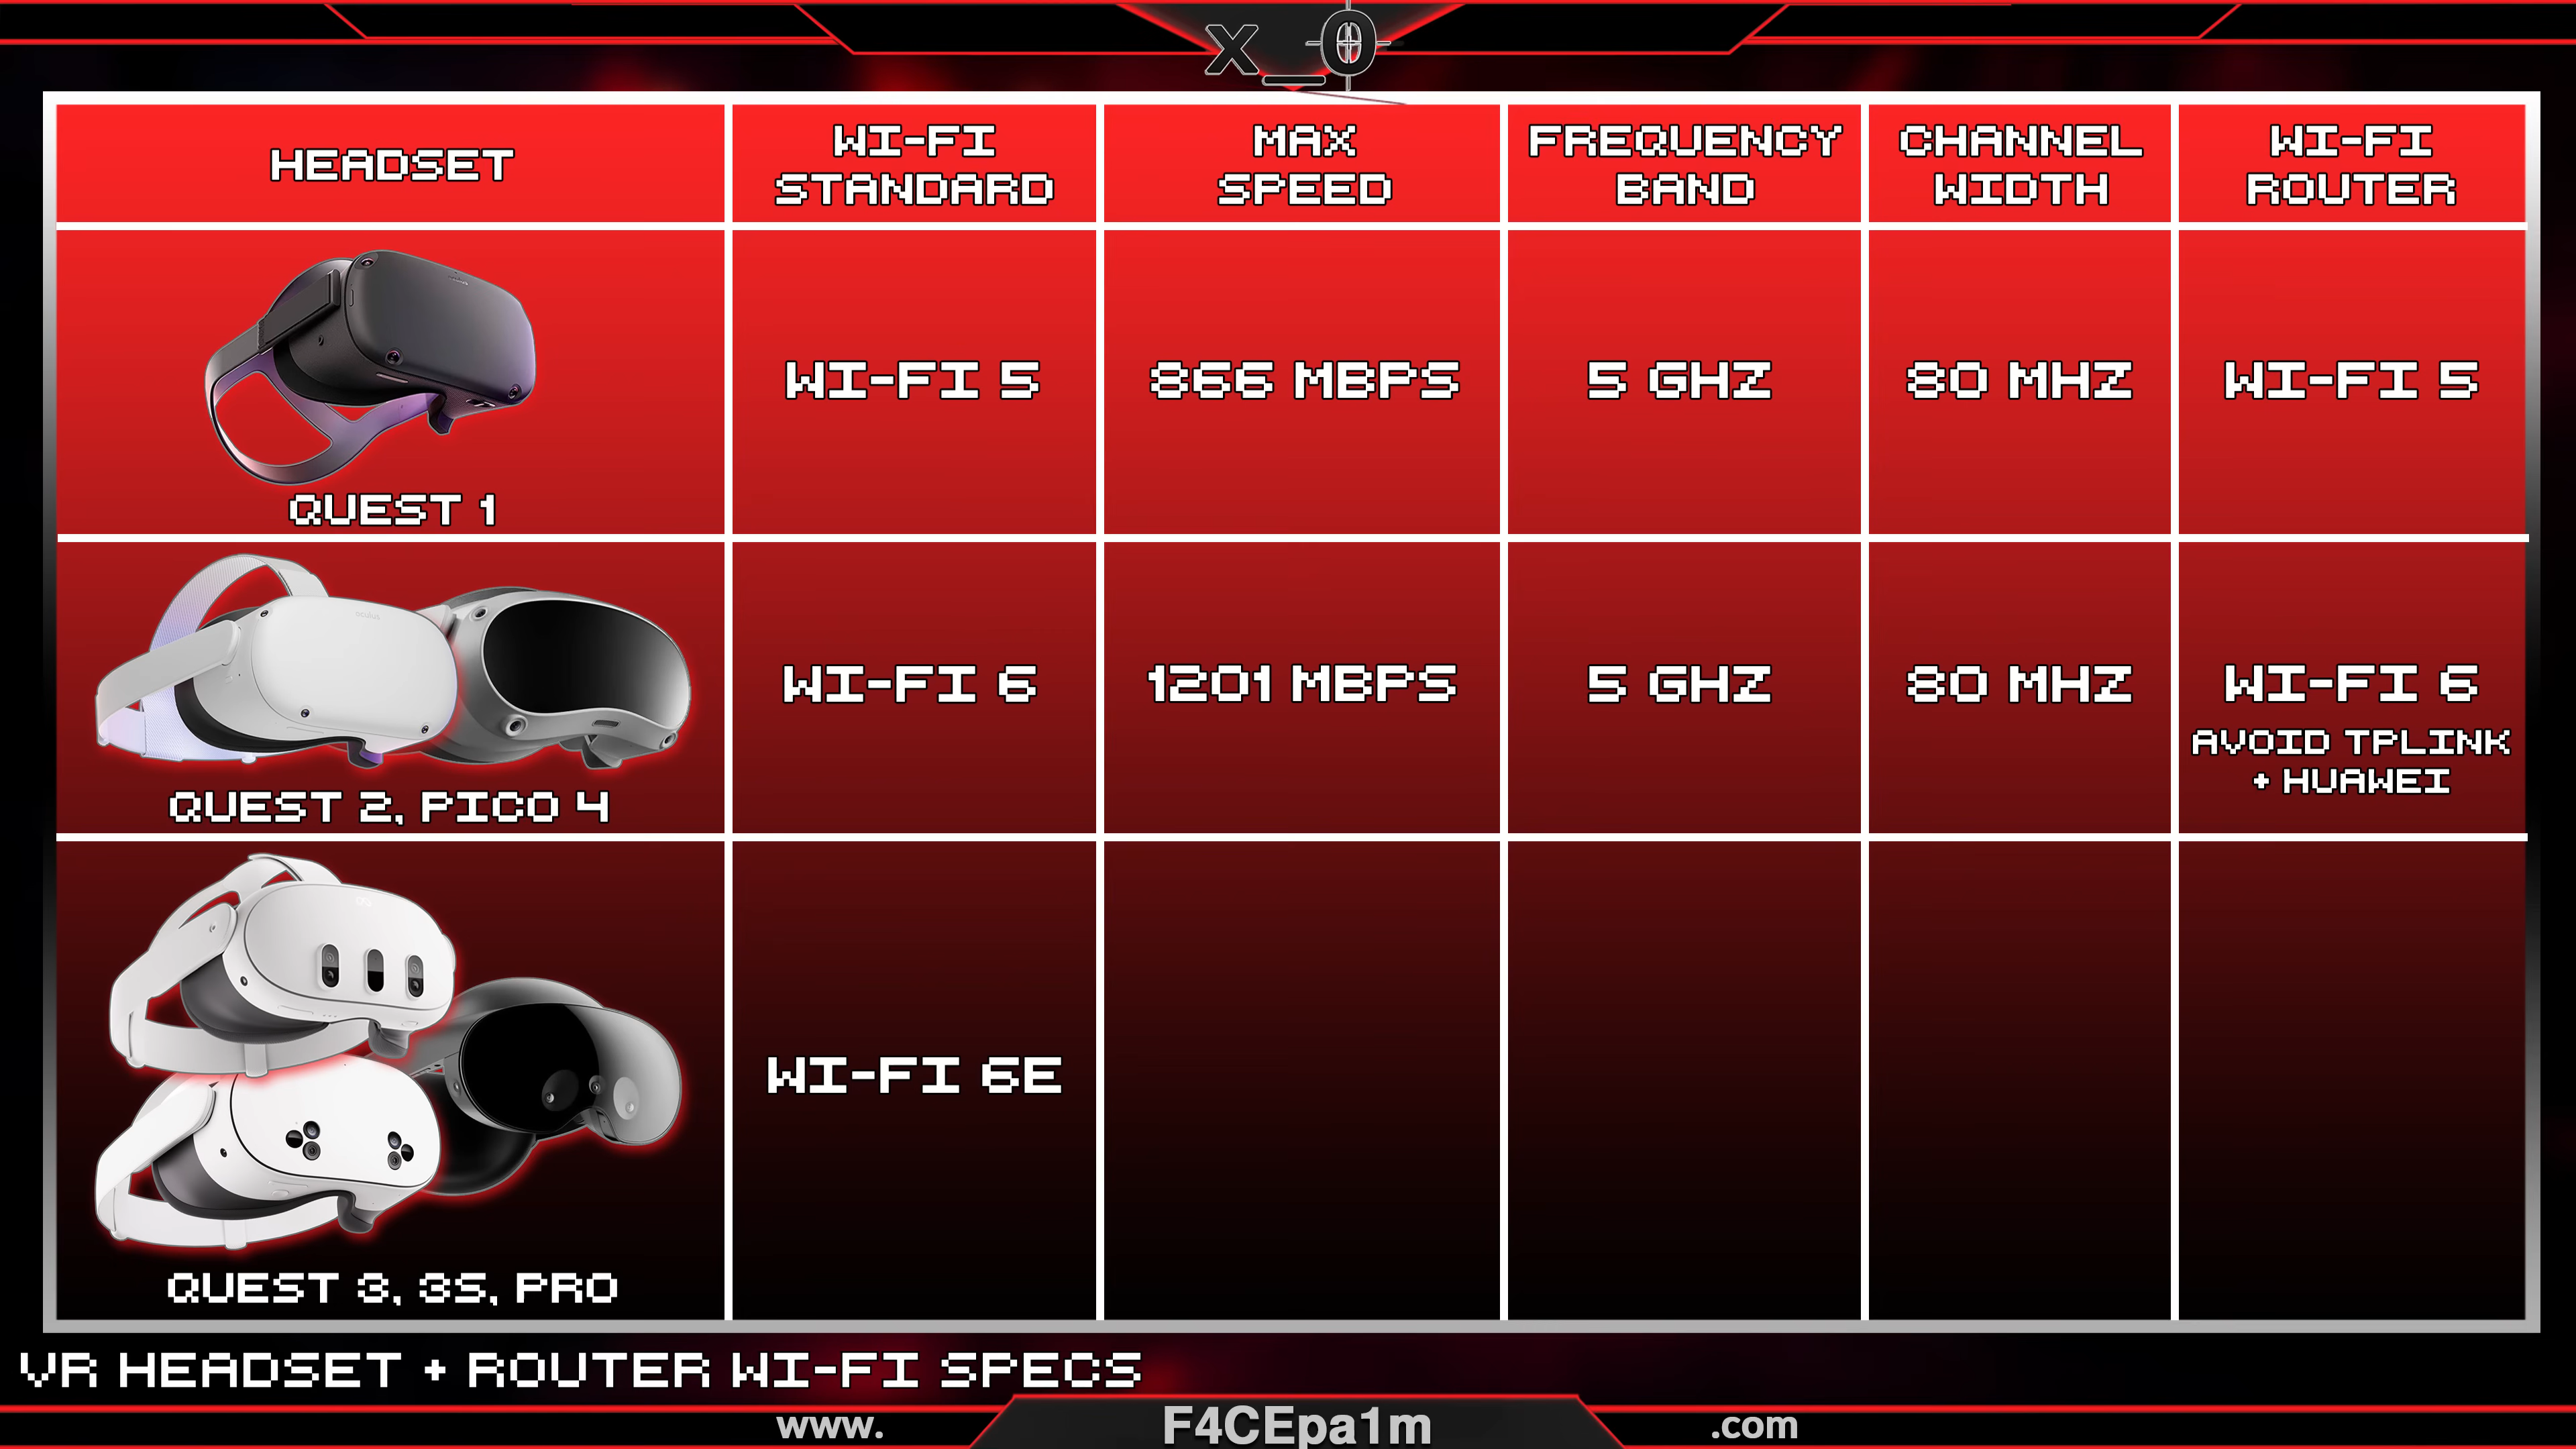 x_0
HEADSET
WI-FI
STANDARD
MAX
SPEED
FREQUENCY
BAND
CHANNEL
WIDTH
WI-FI
ROUTER
QUEST 1
WI-FI 5
866 MBPS
5 GHZ
80 MHZ
WI-FI 5
QUEST 2, PICO 4
WI-FI 6
1201 MBPS
5 GHZ
80 MHZ
WI-FI 6
AVOID TPLINK
+ HUAWEI
QUEST 3, 3S, PRO
WI-FI 6E
VR HEADSET + ROUTER WI-FI SPECS
www. F4CEpa1m .com